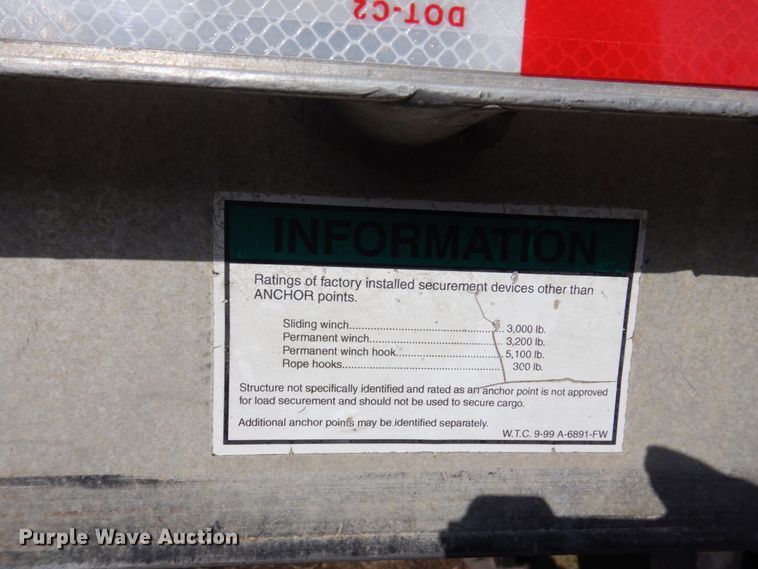 DOT-C2
INFORMATION
Ratings of factory installed securement devices other than
ANCHOR points.
Sliding winch........................................................ 3,000 lb.
Permanent winch.................................................. 3,200 lb.
Permanent winch hook.......................................... 5,100 lb.
Rope hooks........................................................... 300 lb.
Structure not specifically identified and rated as an anchor point is not approved
for load securement and should not be used to secure cargo.
Additional anchor points may be identified separately.
W.T.C. 9-99 A-6891-FW
Purple Wave Auction®